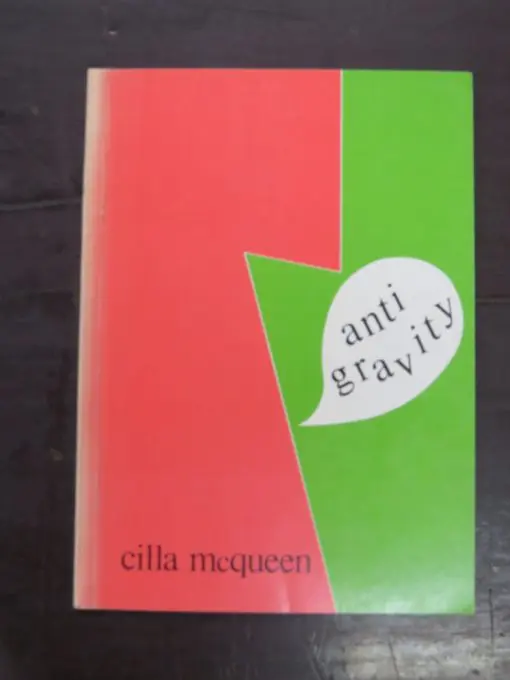 anti
gravity
cilla mcqueen